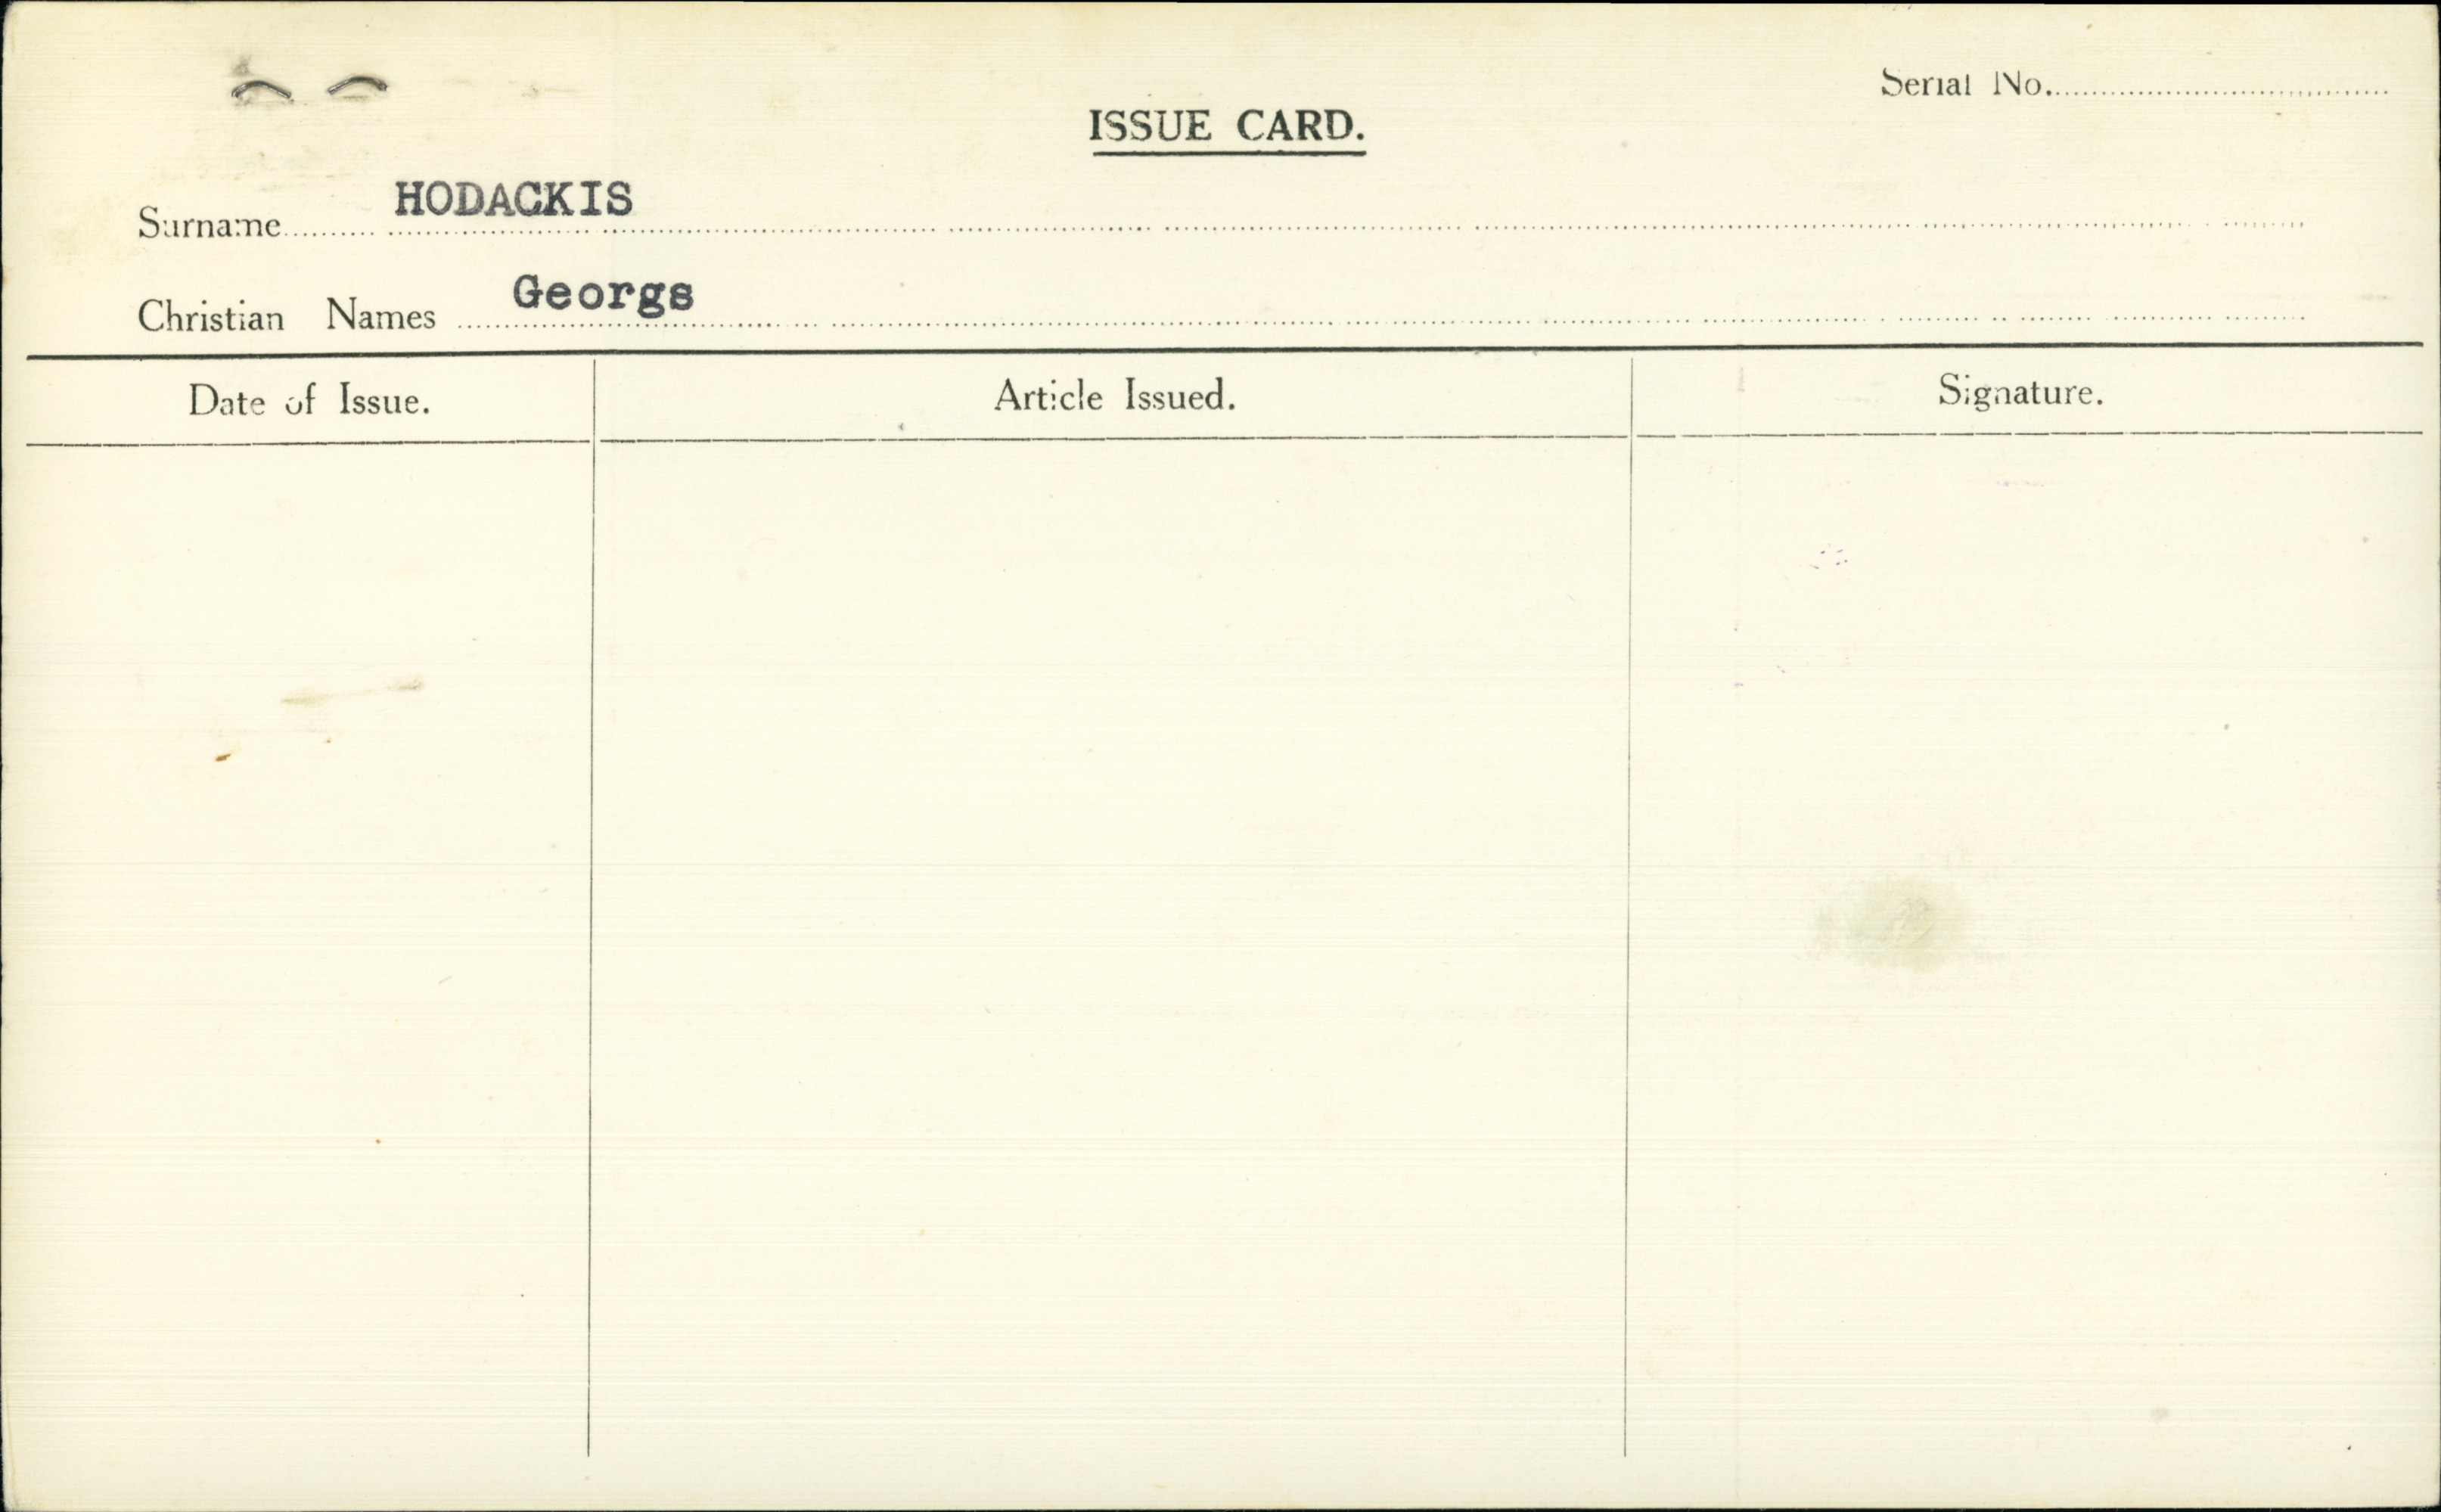 Serial No.
ISSUE CARD.
Surname HODACKIS
Christian Names Georgs
Date of Issue. Article Issued. Signature.